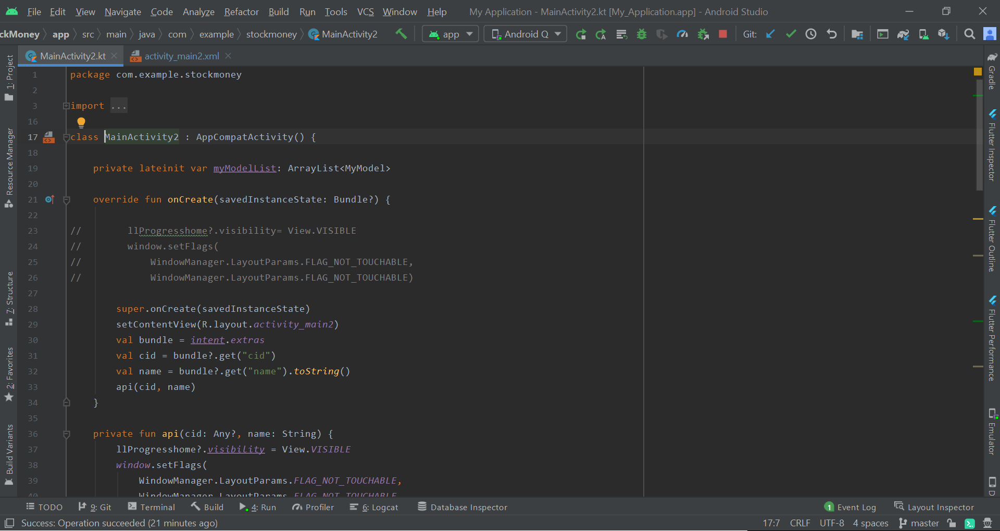 File Edit View Navigate Code Analyze Refactor Build Run Tools VCS Window Help My Application - MainActivity2.kt [My_Application.app] - Android Studio
ckMoney app src main java com example stockmoney MainActivity2 app Android Q Git:
MainActivity2.kt activity_main2.xml
1: Project
Resource Manager
7: Structure
2: Favorites
Build Variants
1 package com.example.stockmoney
2
3 import ...
16
17 class MainActivity2 : AppCompatActivity() {
18
19 private lateinit var myModelList: ArrayList<MyModel>
20
21 override fun onCreate(savedInstanceState: Bundle?) {
22
23 // llProgresshome?.visibility= View.VISIBLE
24 // window.setFlags(
25 // WindowManager.LayoutParams.FLAG_NOT_TOUCHABLE,
26 // WindowManager.LayoutParams.FLAG_NOT_TOUCHABLE)
27
28 super.onCreate(savedInstanceState)
29 setContentView(R.layout.activity_main2)
30 val bundle = intent.extras
31 val cid = bundle?.get("cid")
32 val name = bundle?.get("name").toString()
33 api(cid, name)
34 }
35
36 private fun api(cid: Any?, name: String) {
37 llProgresshome?.visibility = View.VISIBLE
38 window.setFlags(
39 WindowManager.LayoutParams.FLAG_NOT_TOUCHABLE,
40 WindowManager.LayoutParams.FLAG_NOT_TOUCHABLE
Gradle
Flutter Inspector
Flutter Outline
Flutter Performance
Emulator
D
TODO 9: Git Terminal Build 4: Run Profiler 6: Logcat Database Inspector 1 Event Log Layout Inspector
Success: Operation succeeded (21 minutes ago) 17:7 CRLF UTF-8 4 spaces master